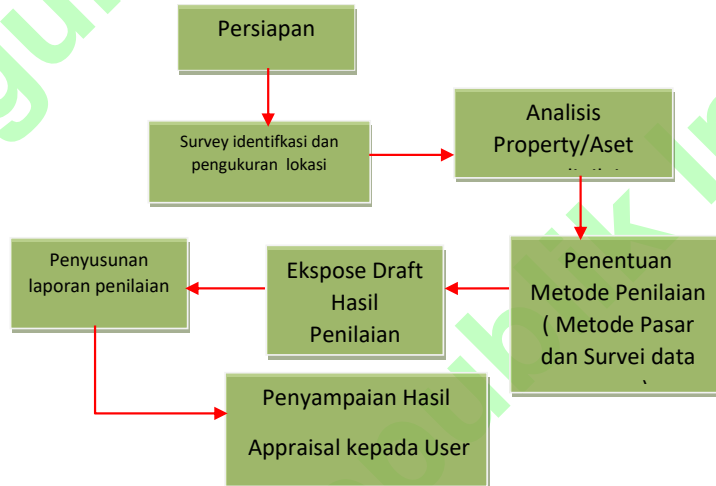 Persiapan
Survey identifkasi dan
pengukuran lokasi
Analisis
Property/Aset
Penentuan
Metode Penilaian
( Metode Pasar
dan Survei data
Ekspose Draft
Hasil
Penilaian
Penyusunan
laporan penilaian
Penyampaian Hasil
Appraisal kepada User